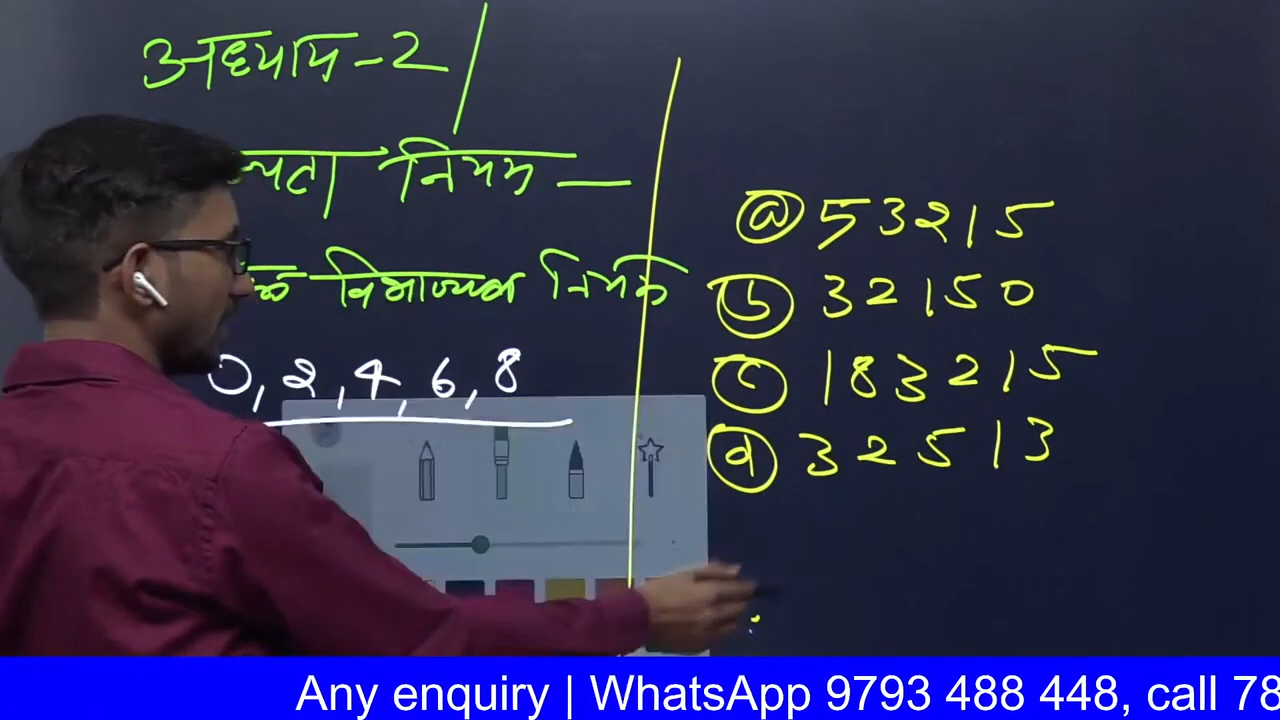 अध्याय - 2
नियम -
नियम
0, 2, 4, 6, 8
(a) 53215
(b) 32150
(c) 183215
(d) 32513
Any enquiry | WhatsApp 9793 488 448, call 78